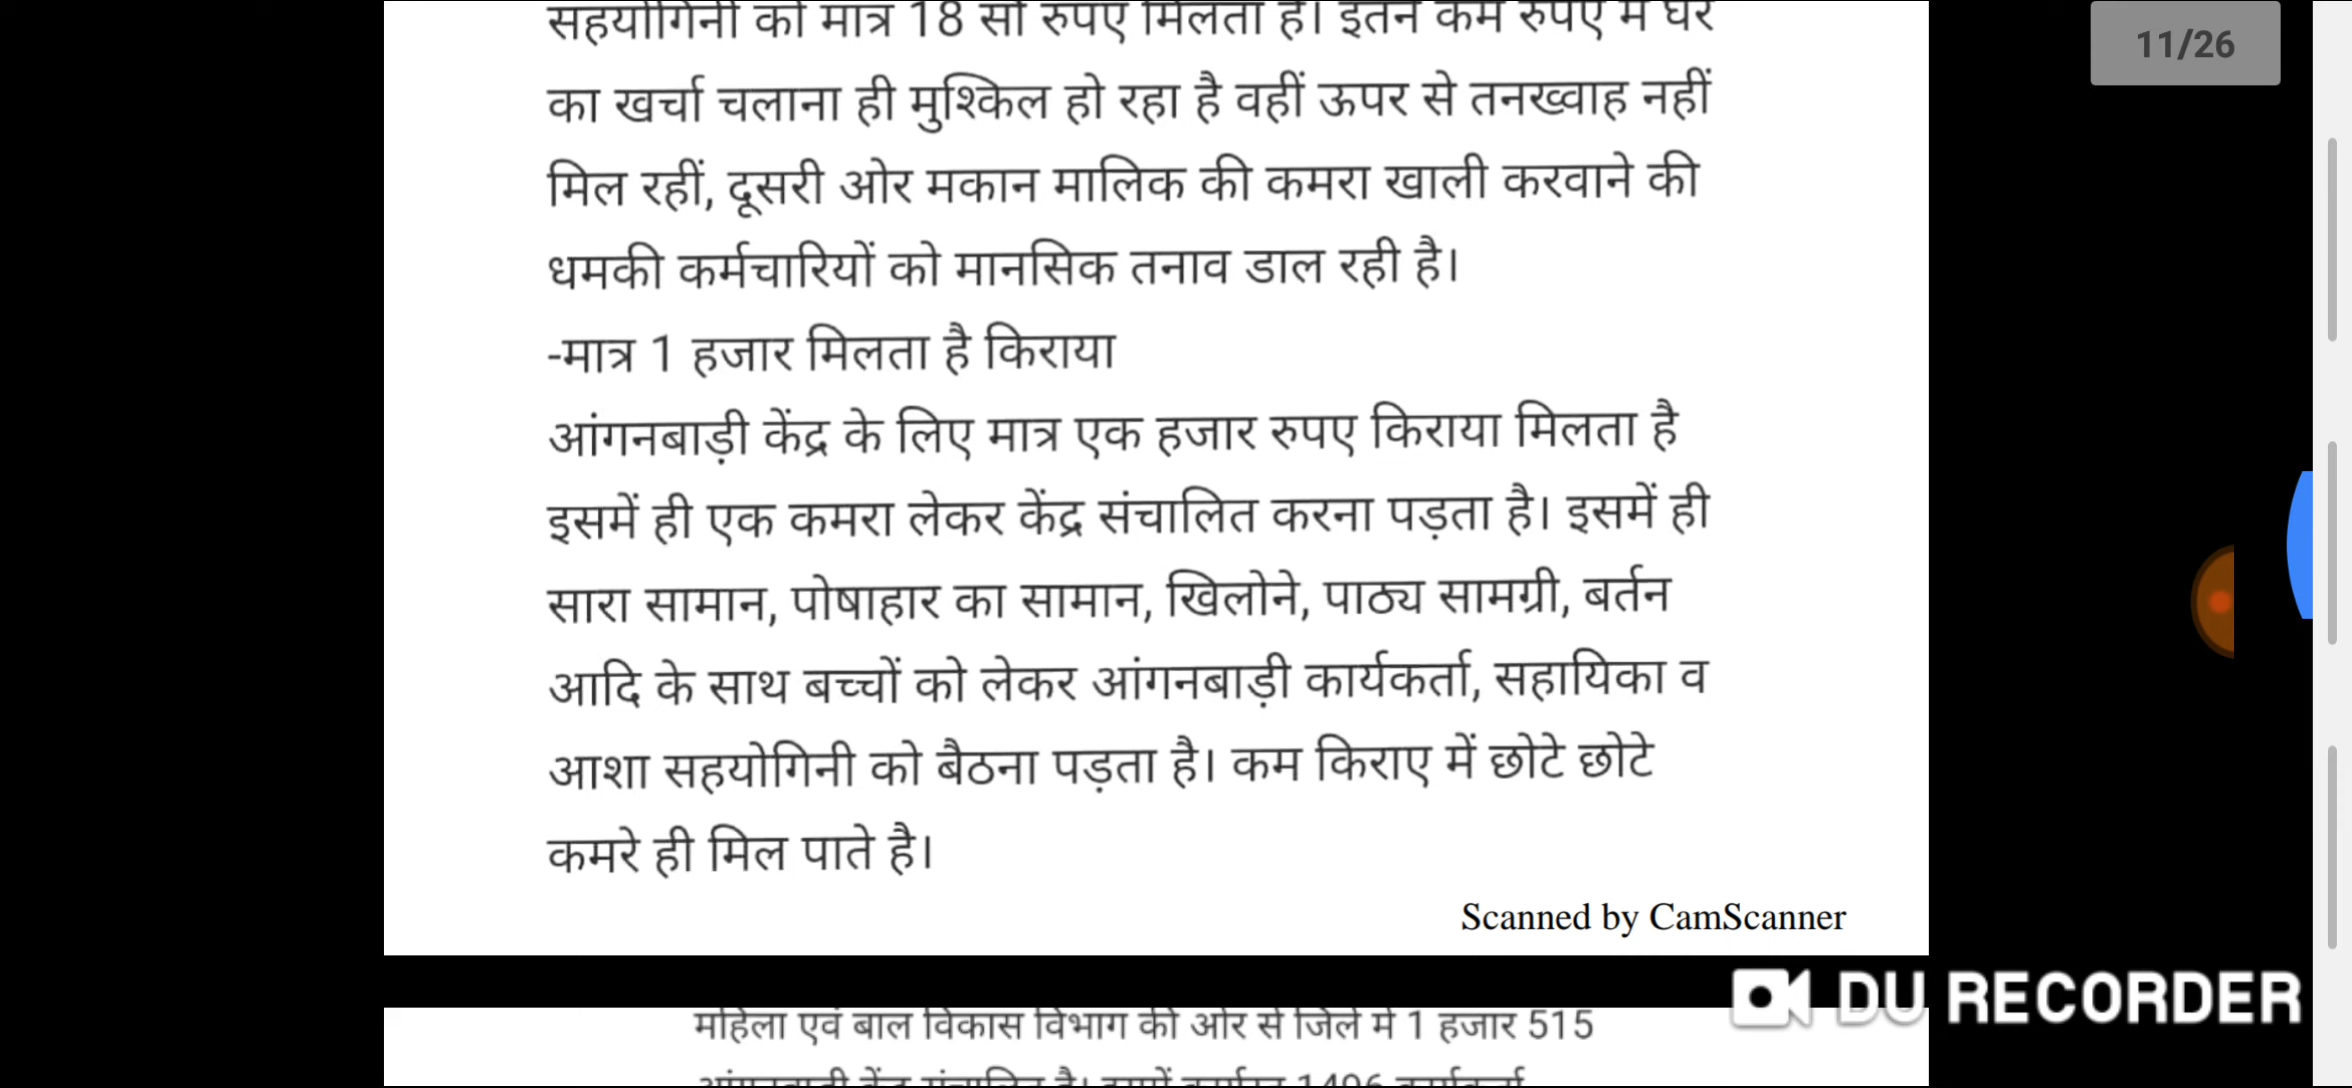 सहयोगिनी को मात्र 18 सौ रुपए मिलता है। इतने कम रुपए में घर
11/26
का खर्चा चलाना ही मुश्किल हो रहा है वहीं ऊपर से तनख्वाह नहीं
मिल रहीं, दूसरी ओर मकान मालिक की कमरा खाली करवाने की
धमकी कर्मचारियों को मानसिक तनाव डाल रही है।
-मात्र 1 हजार मिलता है किराया
आंगनबाड़ी केंद्र के लिए मात्र एक हजार रुपए किराया मिलता है
इसमें ही एक कमरा लेकर केंद्र संचालित करना पड़ता है। इसमें ही
सारा सामान, पोषाहार का सामान, खिलोने, पाठ्य सामग्री, बर्तन
आदि के साथ बच्चों को लेकर आंगनबाड़ी कार्यकर्ता, सहायिका व
आशा सहयोगिनी को बैठना पड़ता है। कम किराए में छोटे छोटे
कमरे ही मिल पाते है।
Scanned by CamScanner
DU RECORDER
महिला एवं बाल विकास विभाग की ओर से जिले में 1 हजार 515